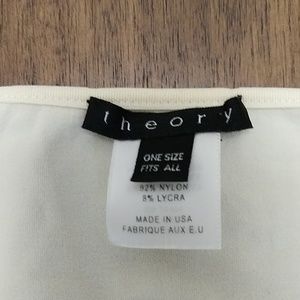 theory
ONE SIZE
FITS ALL
92% NYLON
8% LYCRA
MADE IN USA
FABRIQUE AUX E.U